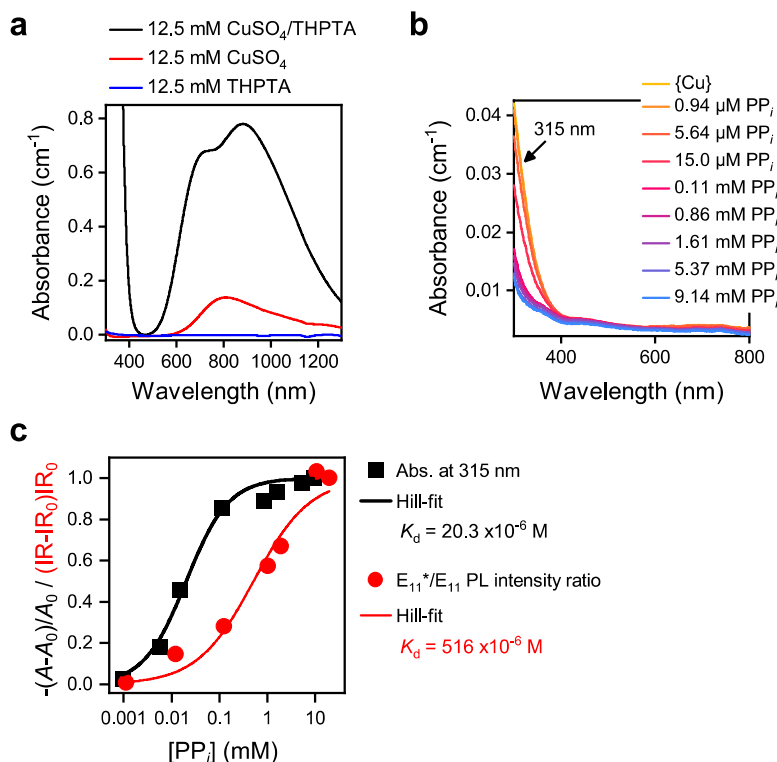 a
12.5 mM CuSO4/THPTA
12.5 mM CuSO4
12.5 mM THPTA
0.8
0.6
0.4
0.2
0.0
Absorbance (cm-1)
400 600 800 1000 1200
Wavelength (nm)
b
{Cu}
0.94 µM PPi
5.64 µM PPi
15.0 µM PPi
0.11 mM PPi
0.86 mM PPi
1.61 mM PPi
5.37 mM PPi
9.14 mM PPi
315 nm
0.04
0.03
0.02
0.01
Absorbance (cm-1)
400 600 800
Wavelength (nm)
c
-(A-A0)/A0 / (IR-IR0)IR0
1.0
0.8
0.6
0.4
0.2
0.0
0.001 0.01 0.1 1 10
[PPi] (mM)
Abs. at 315 nm
Hill-fit
Kd = 20.3 x10-6 M
E11*/E11 PL intensity ratio
Hill-fit
Kd = 516 x10-6 M